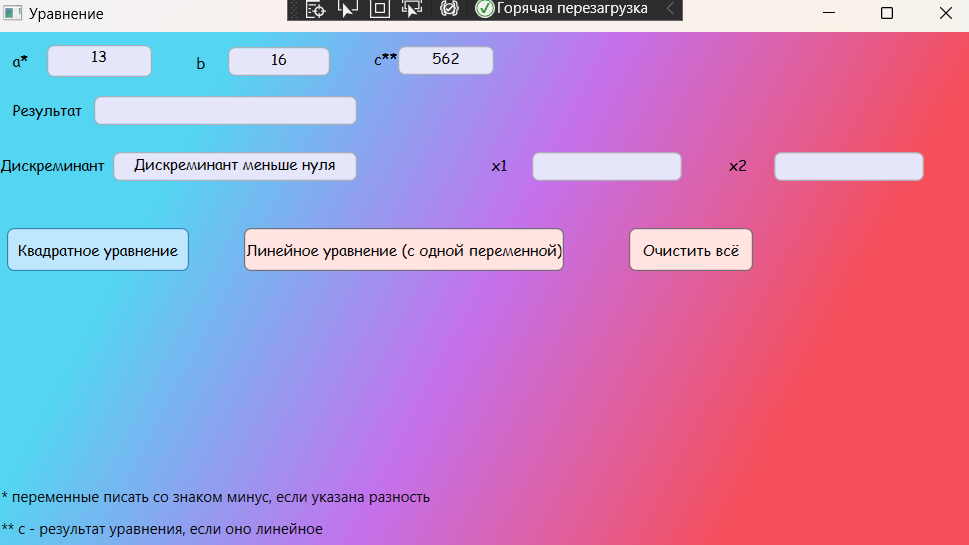 Уравнение
Горячая перезагрузка
a* 13 b 16 c** 562
Результат
Дискреминант Дискреминант меньше нуля x1 x2
Квадратное уравнение Линейное уравнение (с одной переменной) Очистить всё
* переменные писать со знаком минус, если указана разность
** с - результат уравнения, если оно линейное